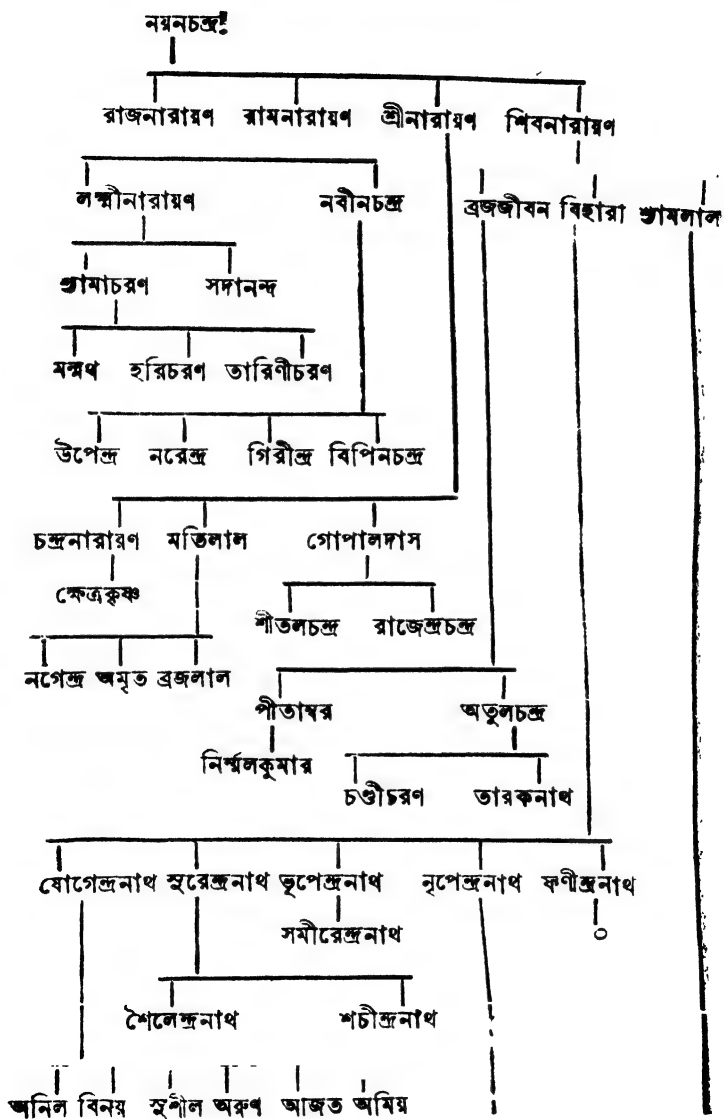 নয়নচন্দ্র!
রাজনারায়ণ রামনারায়ণ শ্রীনারায়ণ শিবনারায়ণ
লক্ষ্মীনারায়ণ নবীনচন্দ্র ব্রজজীবন বিহারী শ্যামলাল
শ্যামাচরণ সদানন্দ
মন্মথ হরিচরণ তারিণীচরণ
উপেন্দ্র নরেন্দ্র গিরীন্দ্র বিপিনচন্দ্র
চন্দ্রনারায়ণ মতিলাল গোপালদাস
ক্ষেত্রকৃষ্ণ
শীতলচন্দ্র রাজেন্দ্রচন্দ্র
নগেন্দ্র অমৃত ব্রজলাল
পীতাম্বর অতুলচন্দ্র
নির্ম্মলকুমার
চণ্ডীচরণ তারকনাথ
যোগেন্দ্রনাথ সুরেন্দ্রনাথ ভূপেন্দ্রনাথ নৃপেন্দ্রনাথ ফণীন্দ্রনাথ
০
সমীরেন্দ্রনাথ
শৈলেন্দ্রনাথ শচীন্দ্রনাথ
অনিল বিনয় সুশীল অরুণ অজিত অমিয়